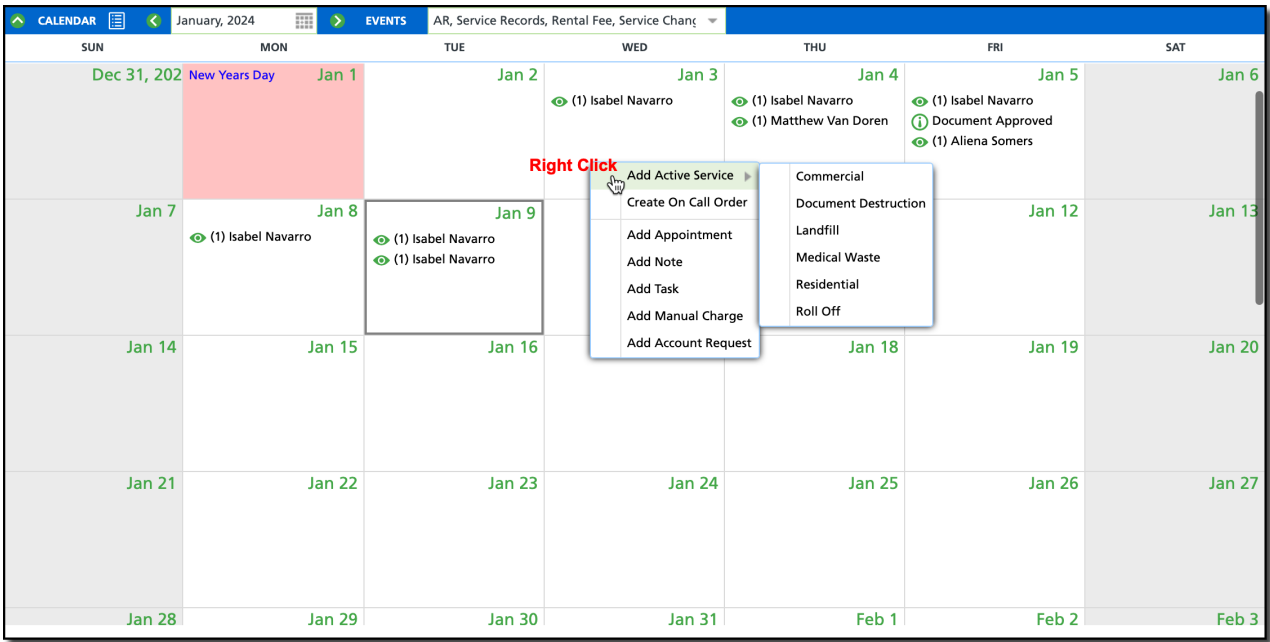 CALENDAR January, 2024 EVENTS AR, Service Records, Rental Fee, Service Chang
SUN MON TUE WED THU FRI SAT
Dec 31, 202 New Years Day Jan 1 Jan 2 Jan 3 Jan 4 Jan 5 Jan 6
(1) Isabel Navarro (1) Isabel Navarro (1) Isabel Navarro
(1) Matthew Van Doren Document Approved
(1) Aliena Somers
Right Click
Add Active Service Commercial
Create On Call Order Document Destruction
Jan 7 Jan 8 Jan 9 Jan 12 Jan 13
Landfill
(1) Isabel Navarro (1) Isabel Navarro Add Appointment
(1) Isabel Navarro Add Note Medical Waste
Add Task Residential
Add Manual Charge Roll Off
Add Account Request
Jan 14 Jan 15 Jan 16 Jan 18 Jan 19 Jan 20
Jan 21 Jan 22 Jan 23 Jan 24 Jan 25 Jan 26 Jan 27
Jan 28 Jan 29 Jan 30 Jan 31 Feb 1 Feb 2 Feb 3